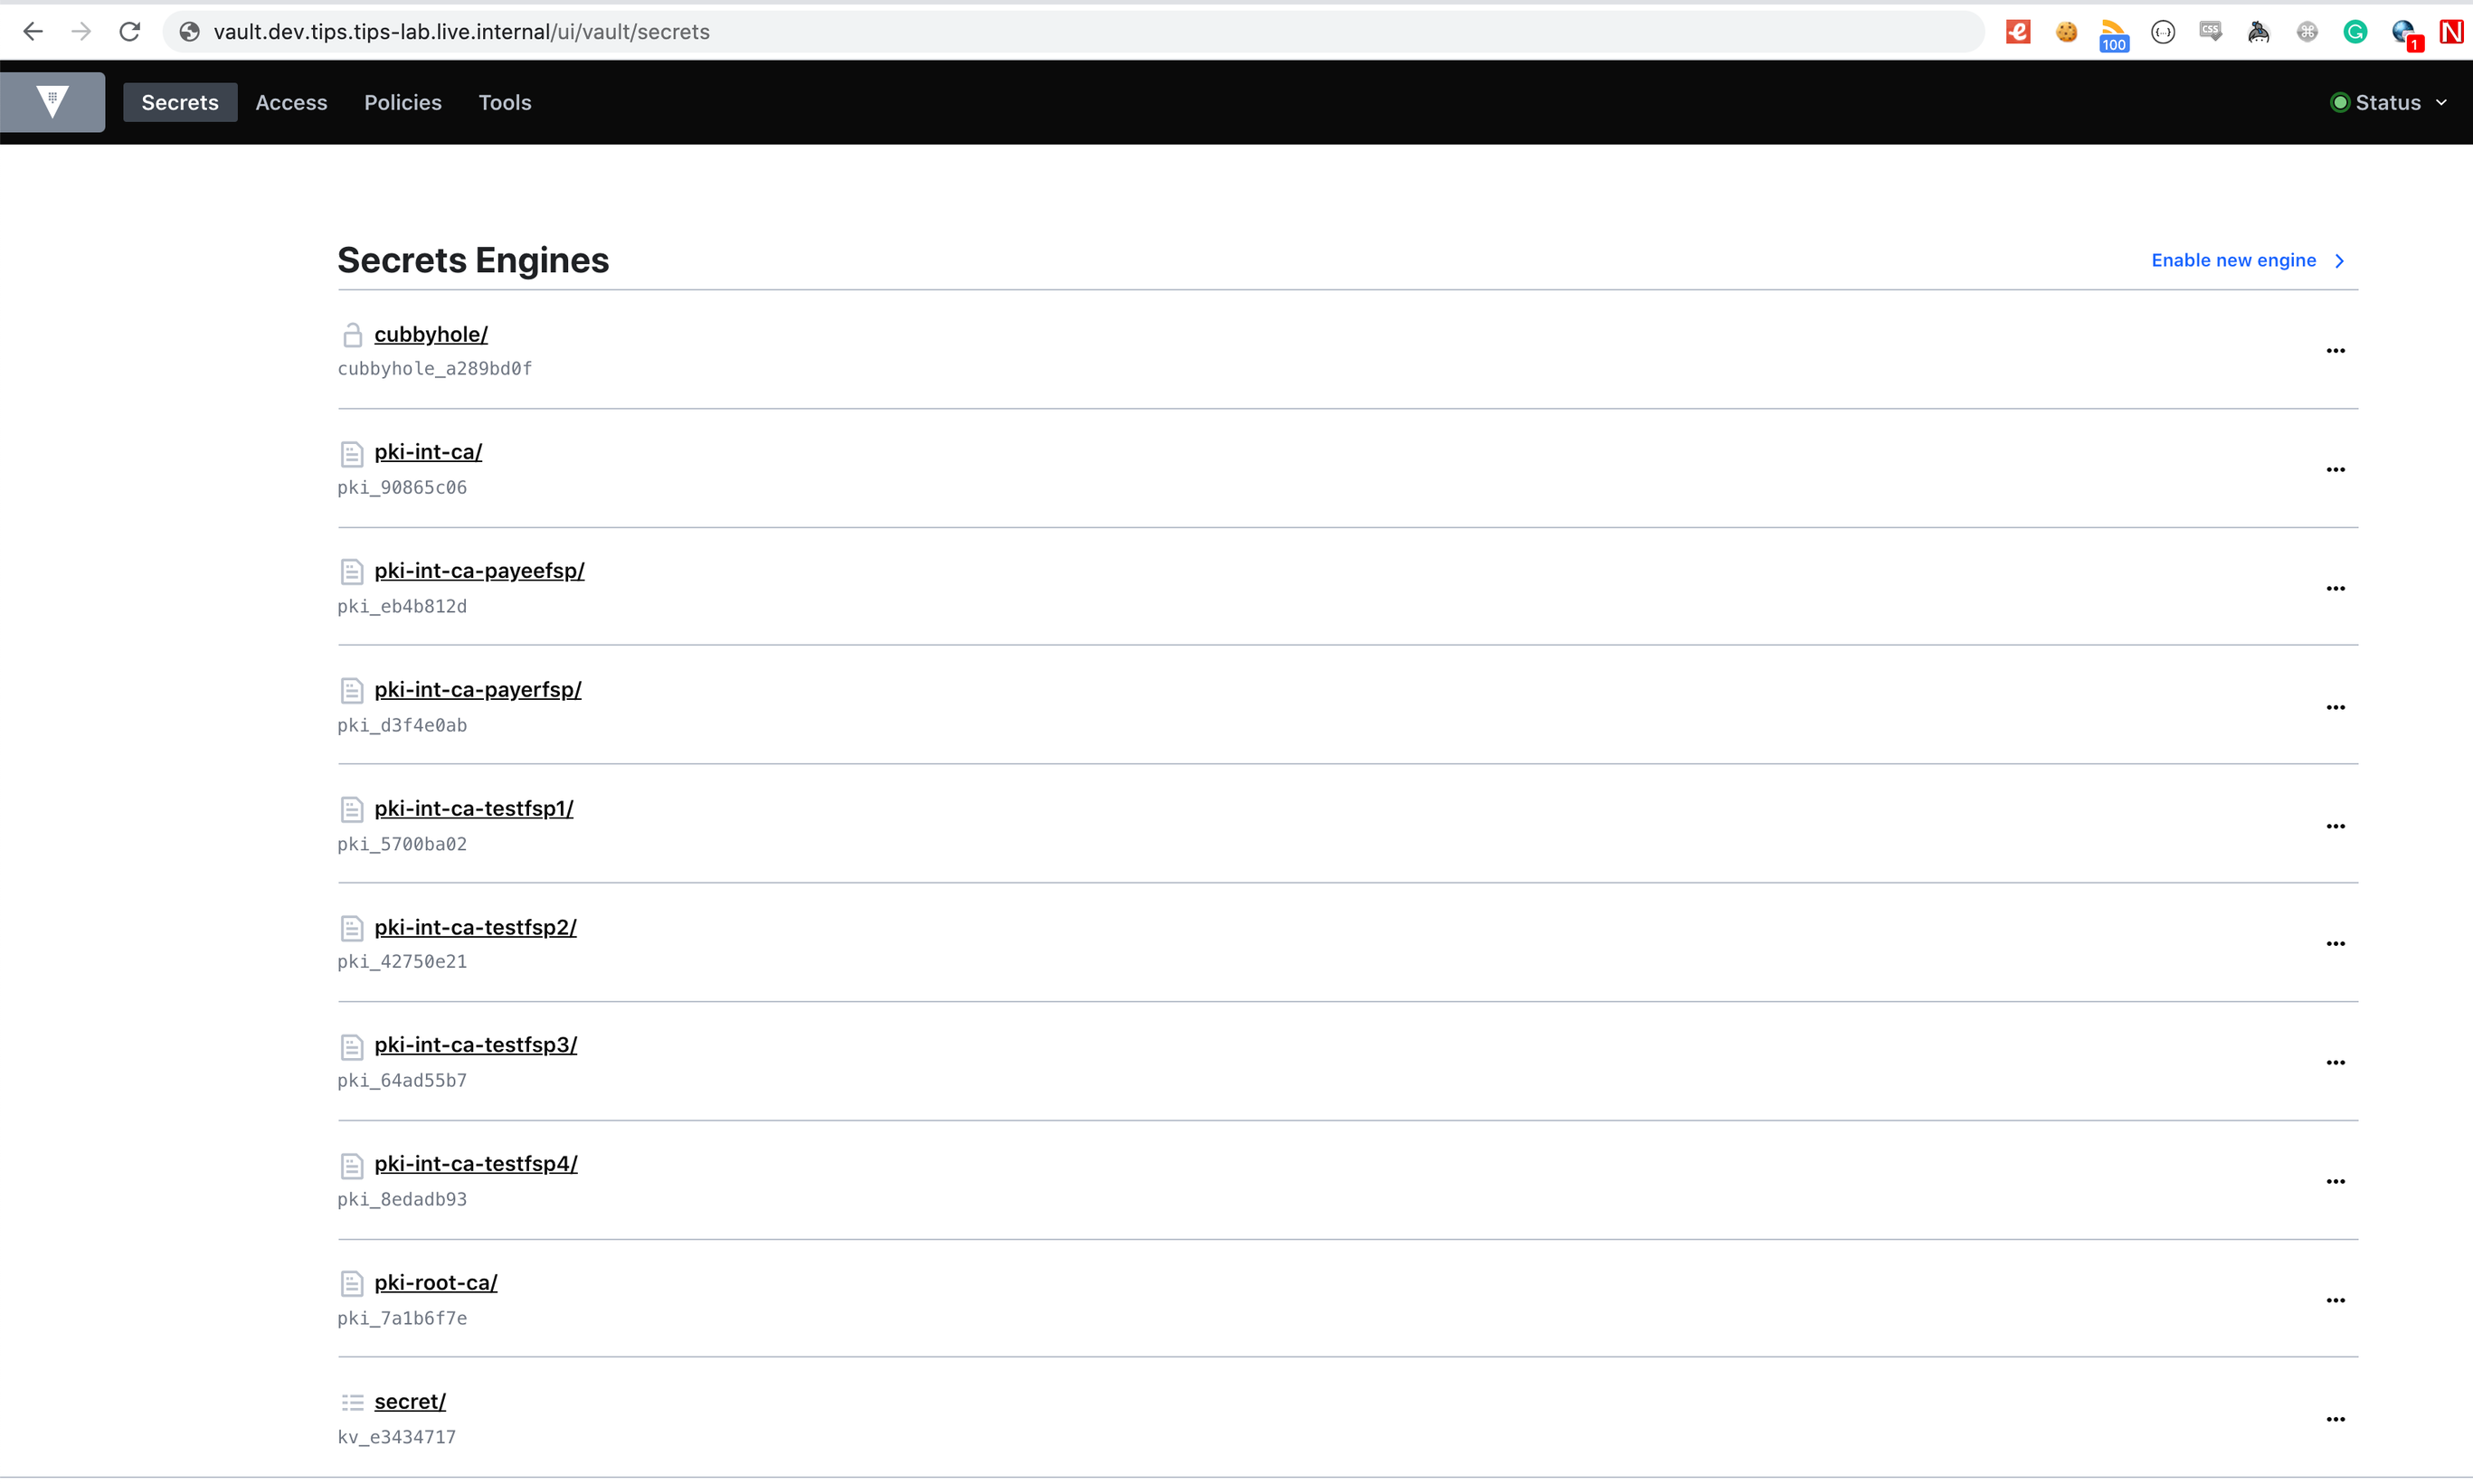 vault.dev.tips.tips-lab.live.internal/ui/vault/secrets
100
CSS
1
Secrets Access Policies Tools Status
Secrets Engines
Enable new engine
cubbyhole/
cubbyhole_a289bd0f
pki-int-ca/
pki_90865c06
pki-int-ca-payeefsp/
pki_eb4b812d
pki-int-ca-payerfsp/
pki_d3f4e0ab
pki-int-ca-testfsp1/
pki_5700ba02
pki-int-ca-testfsp2/
pki_42750e21
pki-int-ca-testfsp3/
pki_64ad55b7
pki-int-ca-testfsp4/
pki_8edadb93
pki-root-ca/
pki_7a1b6f7e
secret/
kv_e3434717